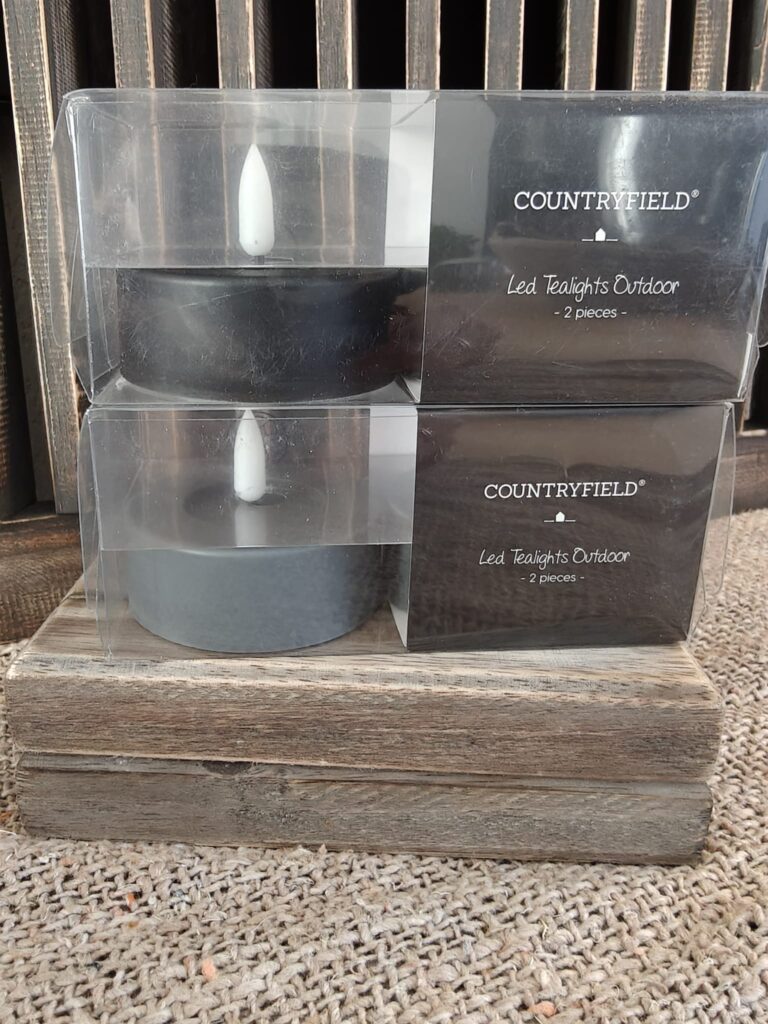 COUNTRYFIELD®
Led Tealights Outdoor
- 2 pieces -
COUNTRYFIELD®
Led Tealights Outdoor
- 2 pieces -